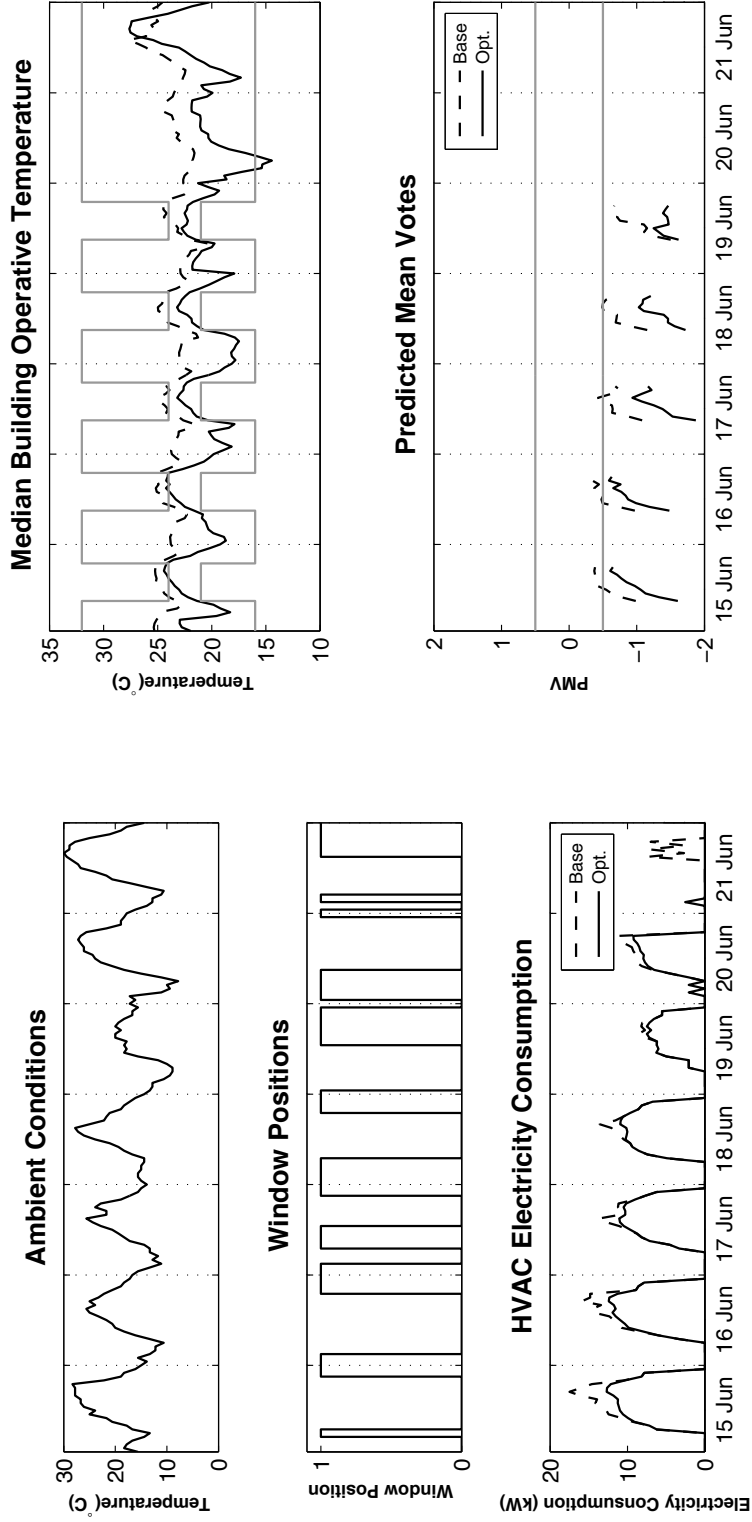 Ambient Conditions
30
20
10
0
Temperature(°C)
Window Positions
1
0
Window Position
HVAC Electricity Consumption
20
10
0
Electricity Consumption (kW)
Base
Opt.
15 Jun
16 Jun
17 Jun
18 Jun
19 Jun
20 Jun
21 Jun
Median Building Operative Temperature
35
30
25
20
15
10
Temperature(°C)
Predicted Mean Votes
2
1
0
−1
−2
PMV
Base
Opt.
15 Jun
16 Jun
17 Jun
18 Jun
19 Jun
20 Jun
21 Jun